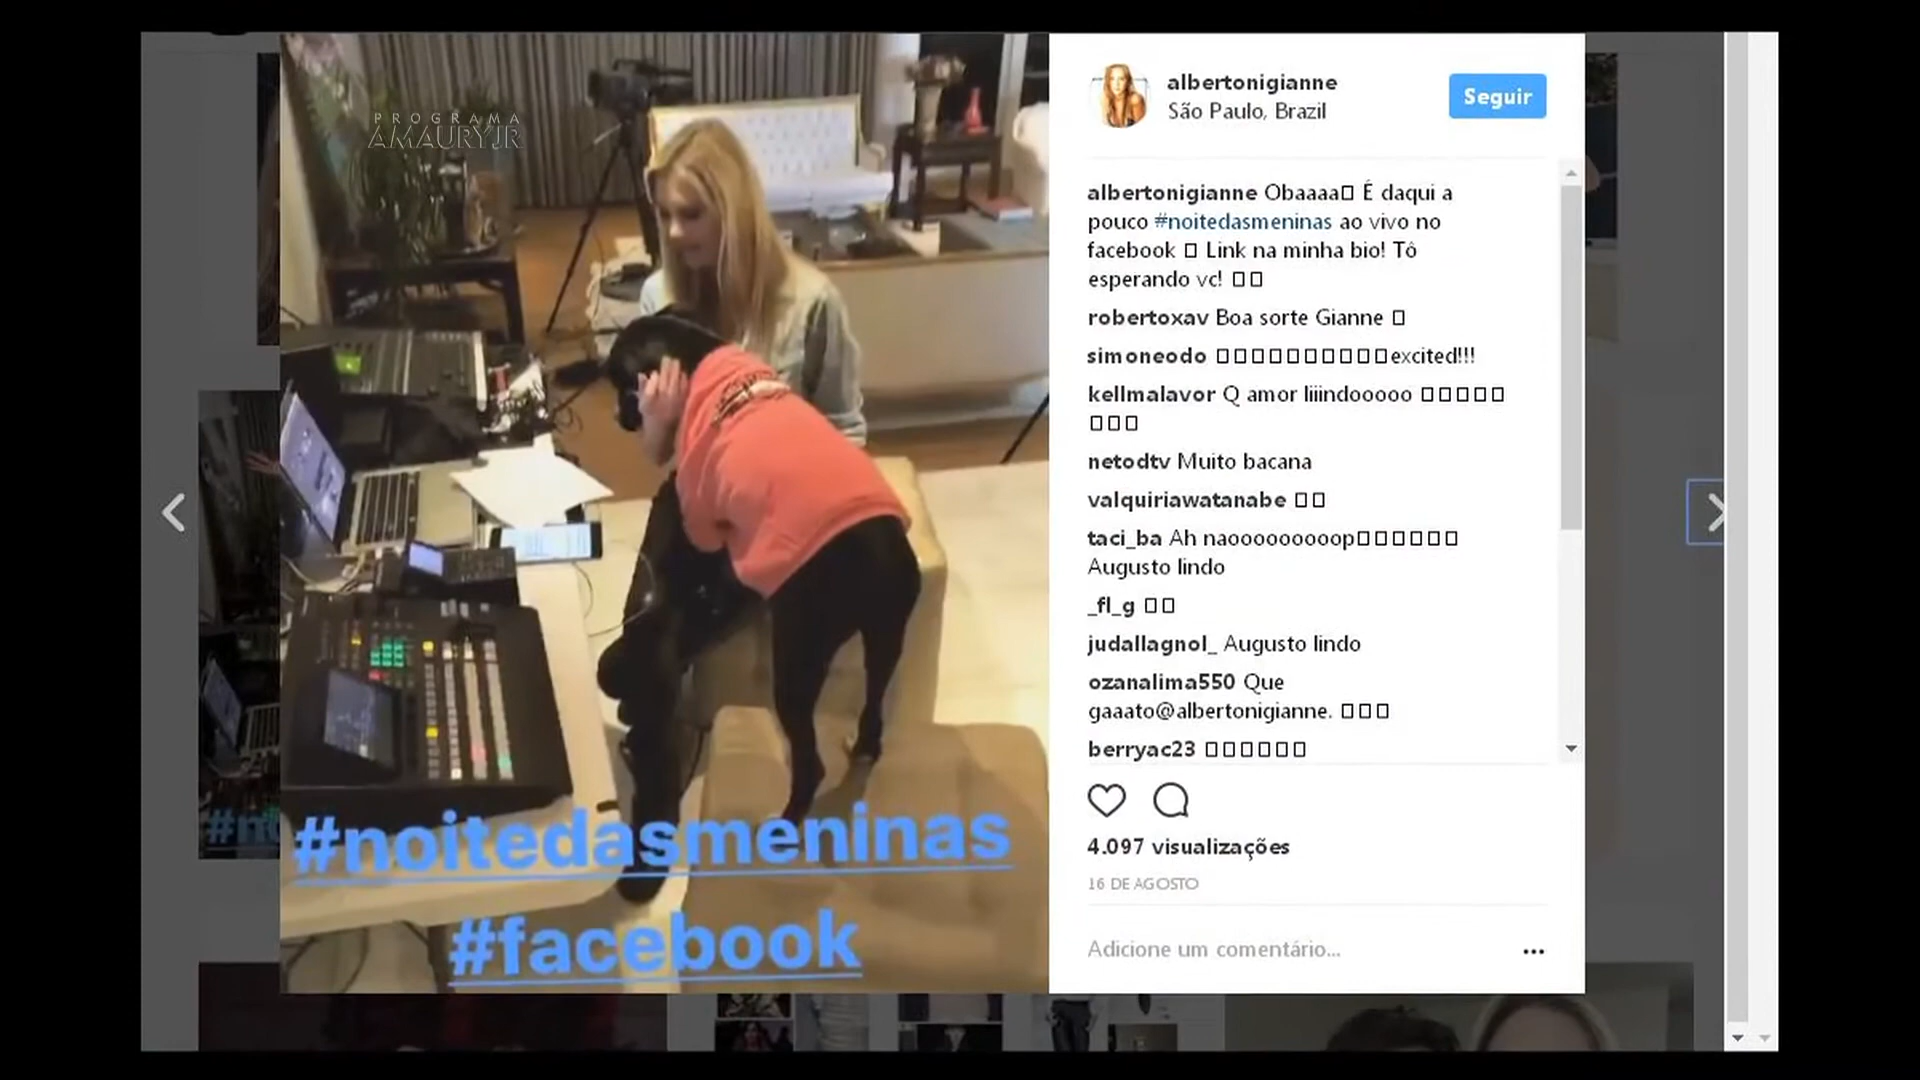 PROGRAMA
AMAURYJR
#noitedasmeninas
#facebook
albertonigianne
São Paulo, Brazil
Seguir
albertonigianne Obaaaa É daqui a
pouco #noitedasmeninas ao vivo no
facebook Link na minha bio! Tô
esperando vc!
robertoxav Boa sorte Gianne
simoneodo excited!!!
kellmalavor Q amor liiindooooo
netodtv Muito bacana
valquiriawatanabe
taci_ba Ah naooooooooop
Augusto lindo
_fl_g
judallagnol_ Augusto lindo
ozanalima550 Que
gaaato@albertonigianne.
berryac23
4.097 visualizações
16 DE AGOSTO
Adicione um comentário...